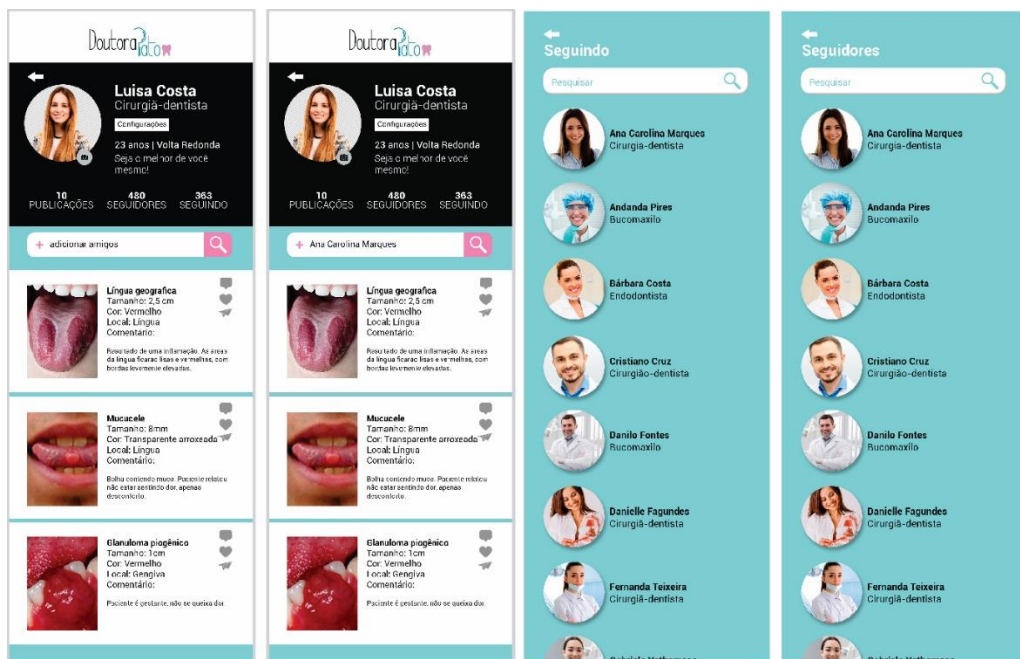 Doutora Pato
Luisa Costa
Cirurgiã-dentista
Configurações
23 anos | Volta Redonda
Seja o melhor de você
mesmo!
10
PUBLICAÇÕES
480
SEGUIDORES
363
SEGUINDO
+ adicionar amigos
Língua geografica
Tamanho: 2,5 cm
Cor: Vermelho
Local: Língua
Comentário:
Resultado de uma inflamação. As áreas
da língua ficarão lisas e vermelhas, com
bordas levemente elevadas.
Mucucele
Tamanho: 8mm
Cor: Transparente arroxeada
Local: Língua
Comentário:
Bolha contendo muco. Paciente relatou
não estar sentindo dor, apenas
desconforto.
Glanuloma piogênico
Tamanho: 1cm
Cor: Vermelho
Local: Gengiva
Comentário:
Paciente é gestante, não se queixa dor
Doutora Pato
Luisa Costa
Cirurgiã-dentista
Configurações
23 anos | Volta Redonda
Seja o melhor de você
mesmo!
10
PUBLICAÇÕES
480
SEGUIDORES
363
SEGUINDO
+ Ana Carolina Marques
Língua geografica
Tamanho: 2,5 cm
Cor: Vermelho
Local: Língua
Comentário:
Resultado de uma inflamação. As áreas
da língua ficarão lisas e vermelhas, com
bordas levemente elevadas.
Mucucele
Tamanho: 8mm
Cor: Transparente arroxeada
Local: Língua
Comentário:
Bolha contendo muco. Paciente relatou
não estar sentindo dor, apenas
desconforto.
Glanuloma piogênico
Tamanho: 1cm
Cor: Vermelho
Local: Gengiva
Comentário:
Paciente é gestante, não se queixa dor
Seguindo
Pesquisar
Ana Carolina Marques
Cirurgiã-dentista
Andanda Pires
Bucomaxilo
Bárbara Costa
Endodontista
Cristiano Cruz
Cirurgião-dentista
Danilo Fontes
Bucomaxilo
Danielle Fagundes
Cirurgiã-dentista
Fernanda Teixeira
Cirurgiã-dentista
Seguidores
Pesquisar
Ana Carolina Marques
Cirurgiã-dentista
Andanda Pires
Bucomaxilo
Bárbara Costa
Endodontista
Cristiano Cruz
Cirurgião-dentista
Danilo Fontes
Bucomaxilo
Danielle Fagundes
Cirurgiã-dentista
Fernanda Teixeira
Cirurgiã-dentista